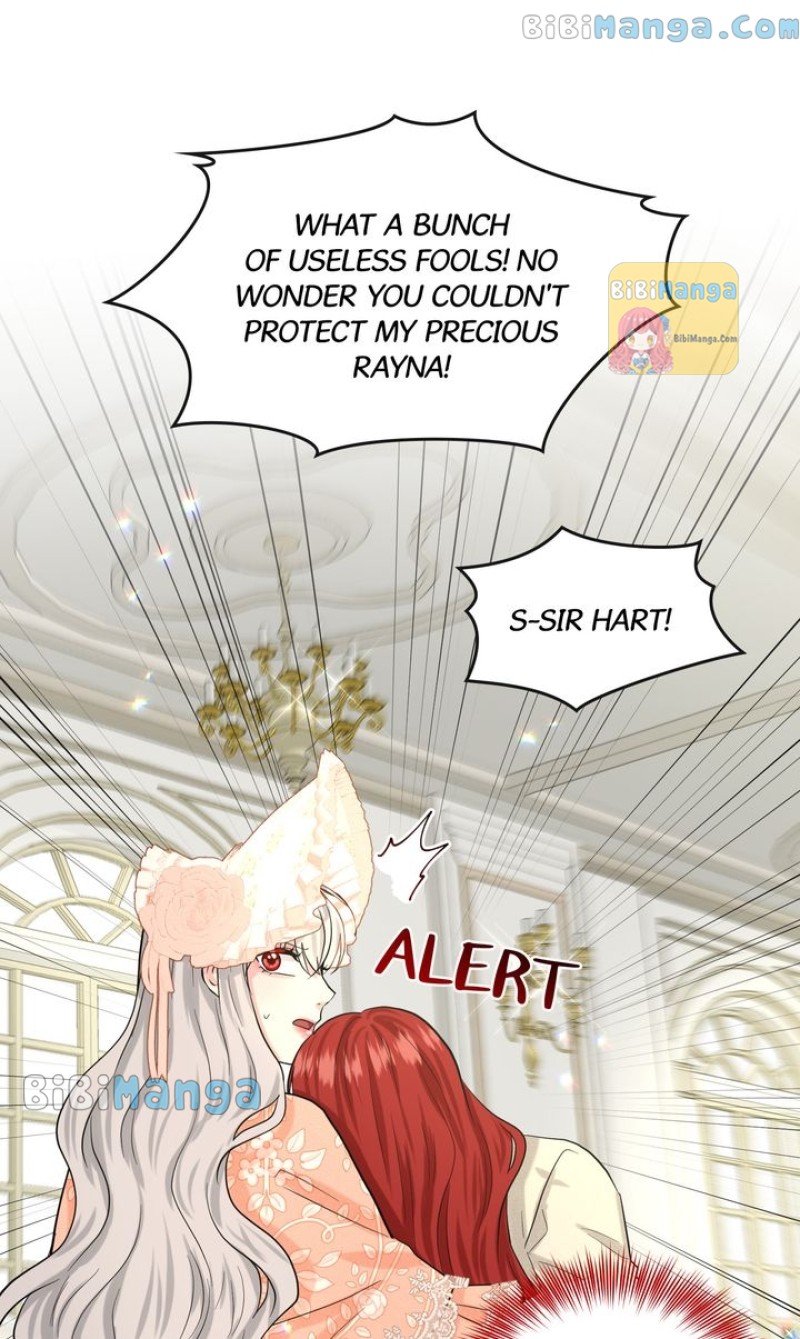 BiBiManga.Com
WHAT A BUNCH
OF USELESS FOOLS! NO
WONDER YOU COULDN'T
PROTECT MY PRECIOUS
RAYNA!
BiBiManga
BibiManga.Com
S-SIR HART!
ALERT
BiBiManga